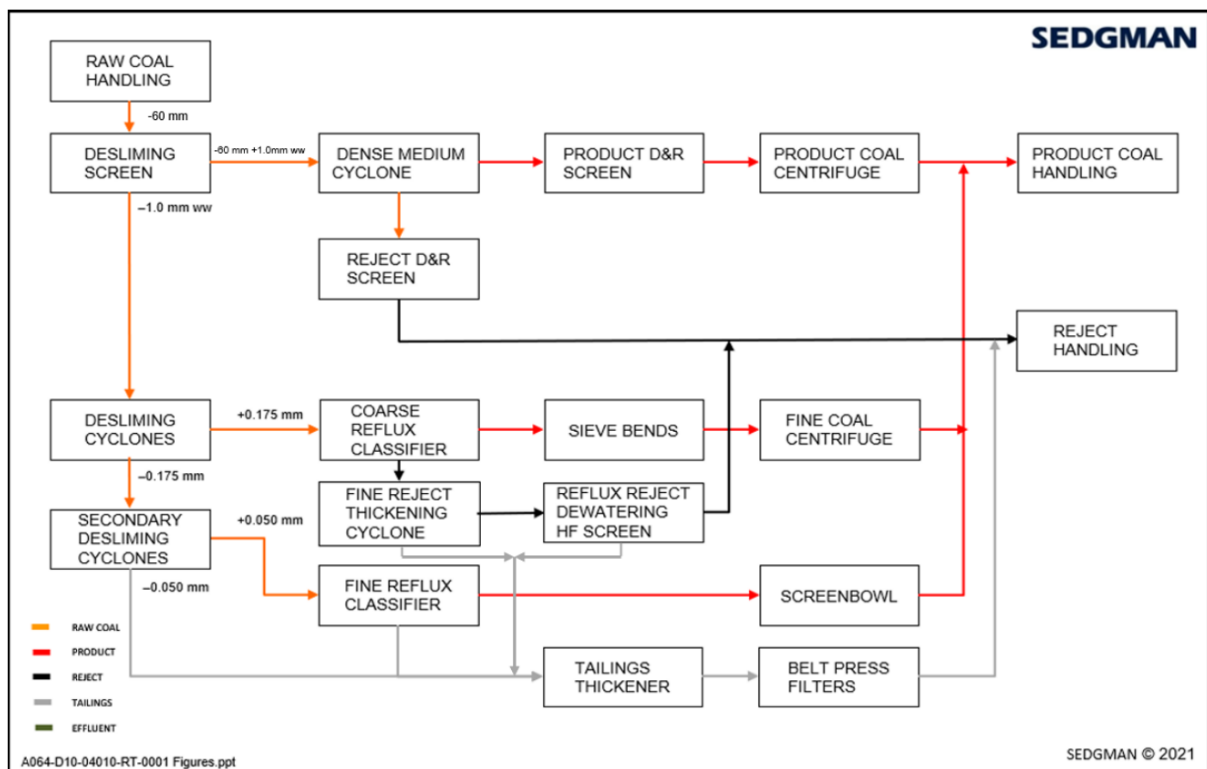 SEDGMAN
RAW COAL
HANDLING
-60 mm
DESLIMING
SCREEN
-60 mm +1.0mm ww
DENSE MEDIUM
CYCLONE
PRODUCT D&R
SCREEN
PRODUCT COAL
CENTRIFUGE
PRODUCT COAL
HANDLING
–1.0 mm ww
REJECT D&R
SCREEN
REJECT
HANDLING
DESLIMING
CYCLONES
+0.175 mm
COARSE
REFLUX
CLASSIFIER
SIEVE BENDS
FINE COAL
CENTRIFUGE
–0.175 mm
FINE REJECT
THICKENING
CYCLONE
REFLUX REJECT
DEWATERING
HF SCREEN
SECONDARY
DESLIMING
CYCLONES
+0.050 mm
–0.050 mm
FINE REFLUX
CLASSIFIER
SCREENBOWL
TAILINGS
THICKENER
BELT PRESS
FILTERS
RAW COAL
PRODUCT
REJECT
TAILINGS
EFFLUENT
A064-D10-04010-RT-0001 Figures.ppt
SEDGMAN © 2021